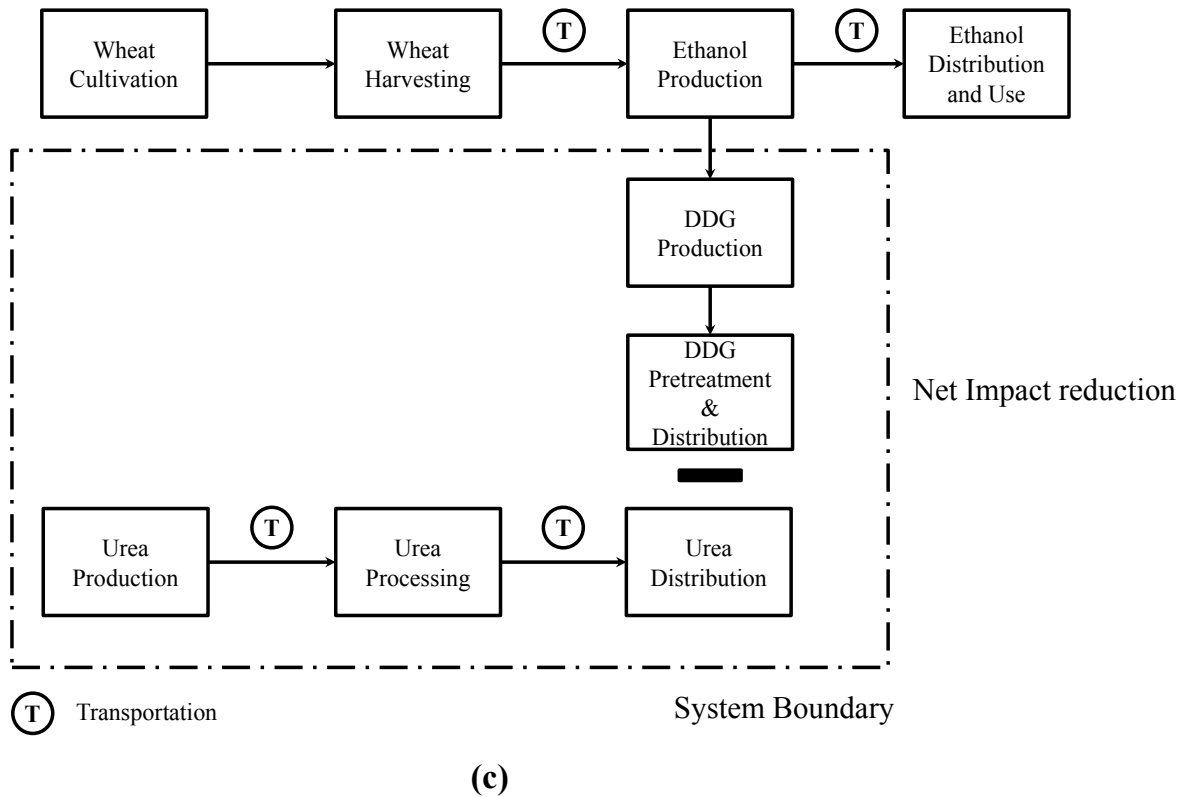 Wheat
Cultivation
Wheat
Harvesting
T
Ethanol
Production
T
Ethanol
Distribution
and Use
DDG
Production
DDG
Pretreatment
&
Distribution
Net Impact reduction
Urea
Production
T
Urea
Processing
T
Urea
Distribution
T Transportation
System Boundary
(c)